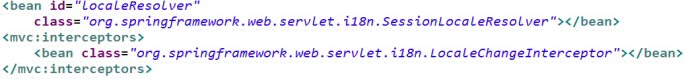 <bean id="localeResolver"
class="org.springframework.web.servlet.i18n.SessionLocaleResolver"></bean>
<mvc:interceptors>
<bean class="org.springframework.web.servlet.i18n.LocaleChangeInterceptor"></bean>
</mvc:interceptors>